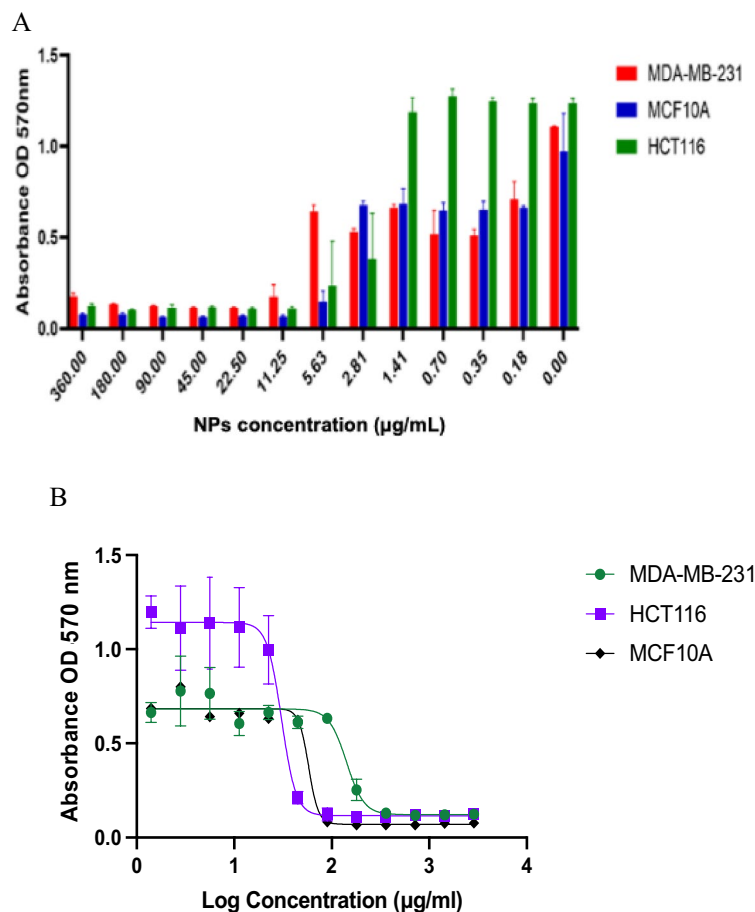 A
1.5
1.0
0.5
0.0
Absorbance OD 570nm
360.00
180.00
90.00
45.00
22.50
11.25
5.63
2.81
1.41
0.70
0.35
0.18
0.00
NPs concentration (µg/mL)
MDA-MB-231
MCF10A
HCT116
B
1.5
1.0
0.5
0.0
Absorbance OD 570 nm
0
1
2
3
4
Log Concentration (µg/ml)
MDA-MB-231
HCT116
MCF10A